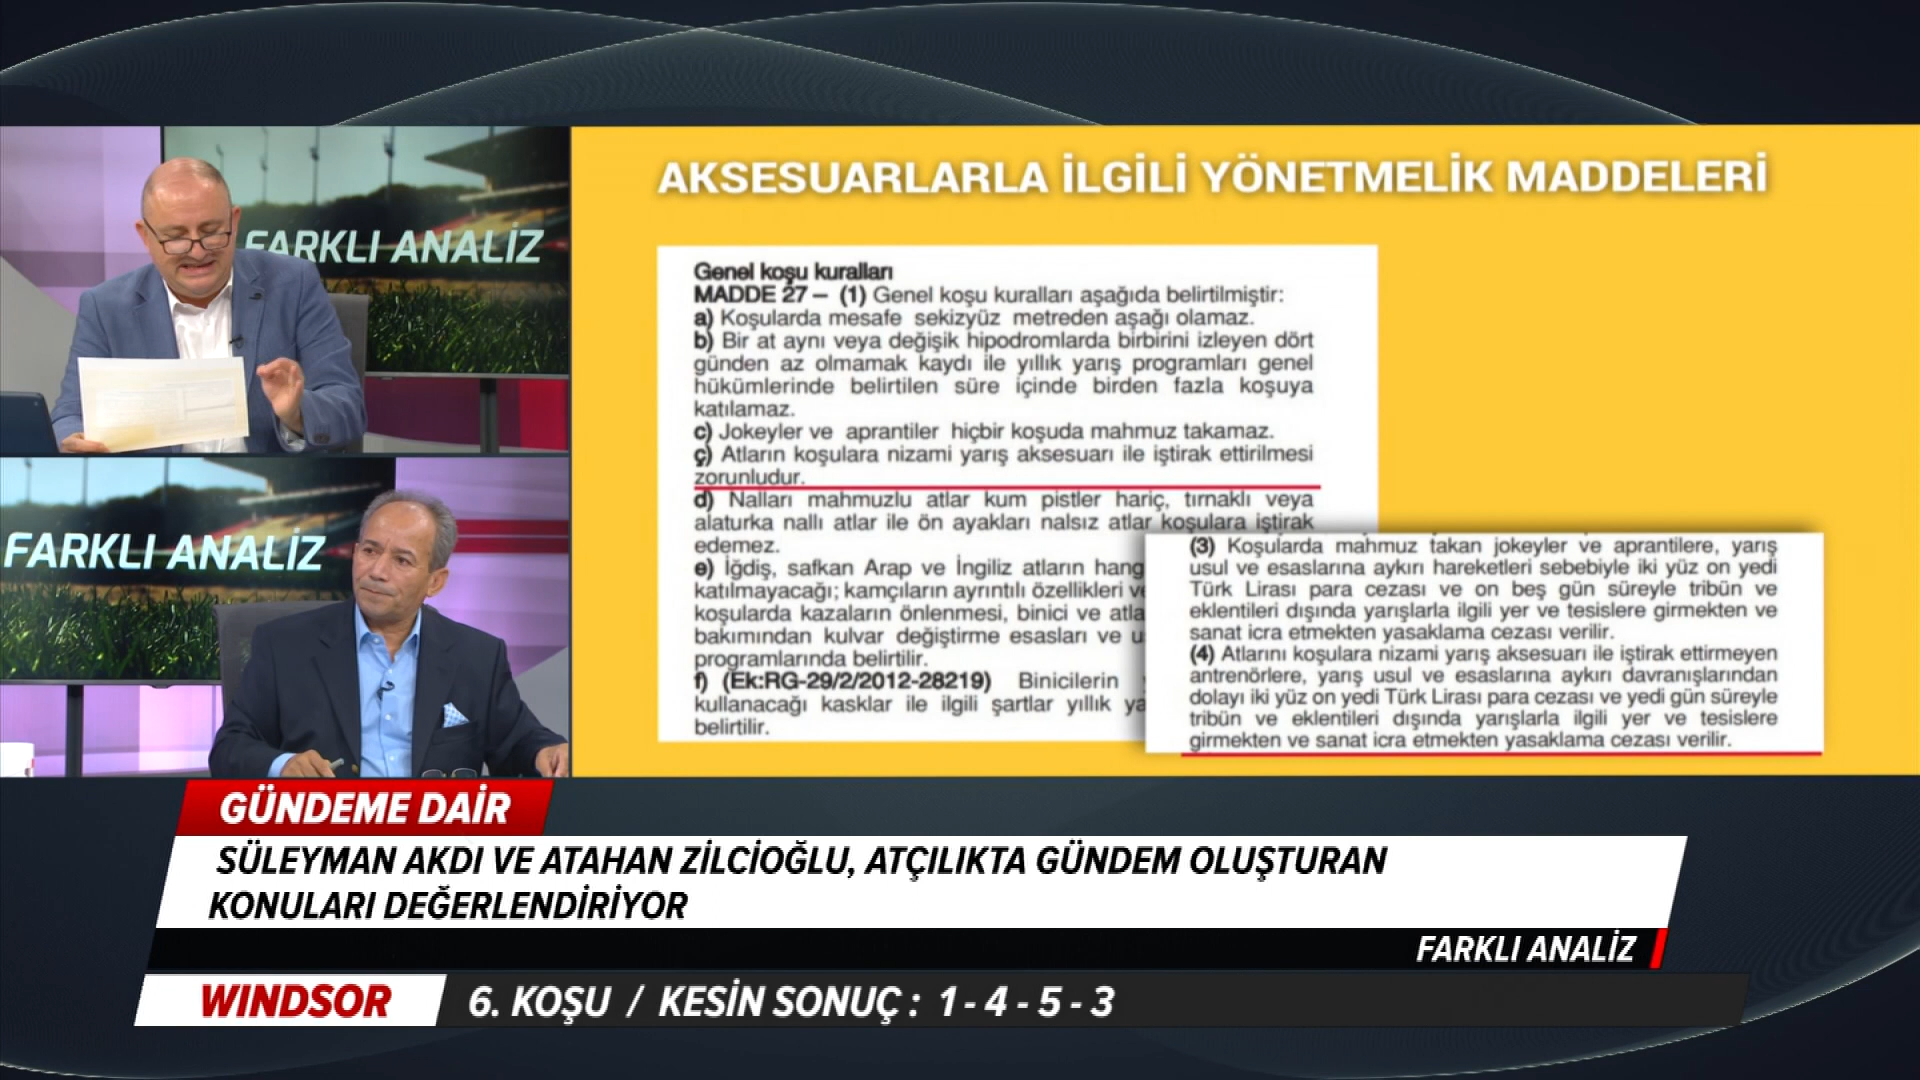 FARKLI ANALİZ
FARKLI ANALİZ
AKSESUARLARLA İLGİLİ YÖNETMELİK MADDELERİ
Genel koşu kuralları
MADDE 27 – (1) Genel koşu kuralları aşağıda belirtilmiştir:
a) Koşularda mesafe sekizyüz metreden aşağı olamaz.
b) Bir at aynı veya değişik hipodromlarda birbirini izleyen dört
günden az olmamak kaydı ile yıllık yarış programları genel
hükümlerinde belirtilen süre içinde birden fazla koşuya
katılamaz.
c) Jokeyler ve aprantiler hiçbir koşuda mahmuz takamaz.
ç) Atların koşulara nizami yarış aksesuarı ile iştirak ettirilmesi
zorunludur.
d) Nalları mahmuzlu atlar kum pistler hariç, tırnaklı veya
alaturka nallı atlar ile ön ayakları nalsız atlar koşulara iştirak
edemez.
e) İğdiş, safkan Arap ve İngiliz atların hang
katılmayacağı; kamçıların ayrıntılı özellikleri ve
koşularda kazaların önlenmesi, binici ve atla
bakımından kulvar değiştirme esasları ve u
programlarında belirtilir.
f) (Ek:RG-29/2/2012-28219) Binicilerin
kullanacağı kasklar ile ilgili şartlar yıllık ya
belirtilir.
(3) Koşularda mahmuz takan jokeyler ve aprantilere, yarış
usul ve esaslarına aykırı hareketleri sebebiyle iki yüz on yedi
Türk Lirası para cezası ve on beş gün süreyle tribün ve
eklentileri dışında yarışlarla ilgili yer ve tesislere girmekten ve
sanat icra etmekten yasaklama cezası verilir.
(4) Atlarını koşulara nizami yarış aksesuarı ile iştirak ettirmeyen
antrenörlere, yarış usul ve esaslarına aykırı davranışlarından
dolayı iki yüz on yedi Türk Lirası para cezası ve yedi gün süreyle
tribün ve eklentileri dışında yarışlarla ilgili yer ve tesislere
girmekten ve sanat icra etmekten yasaklama cezası verilir.
GÜNDEME DAİR
SÜLEYMAN AKDI VE ATAHAN ZİLCİOĞLU, ATÇILIKTA GÜNDEM OLUŞTURAN
KONULARI DEĞERLENDİRİYOR
FARKLI ANALİZ
WINDSOR 6. KOŞU / KESİN SONUÇ : 1 - 4 - 5 - 3